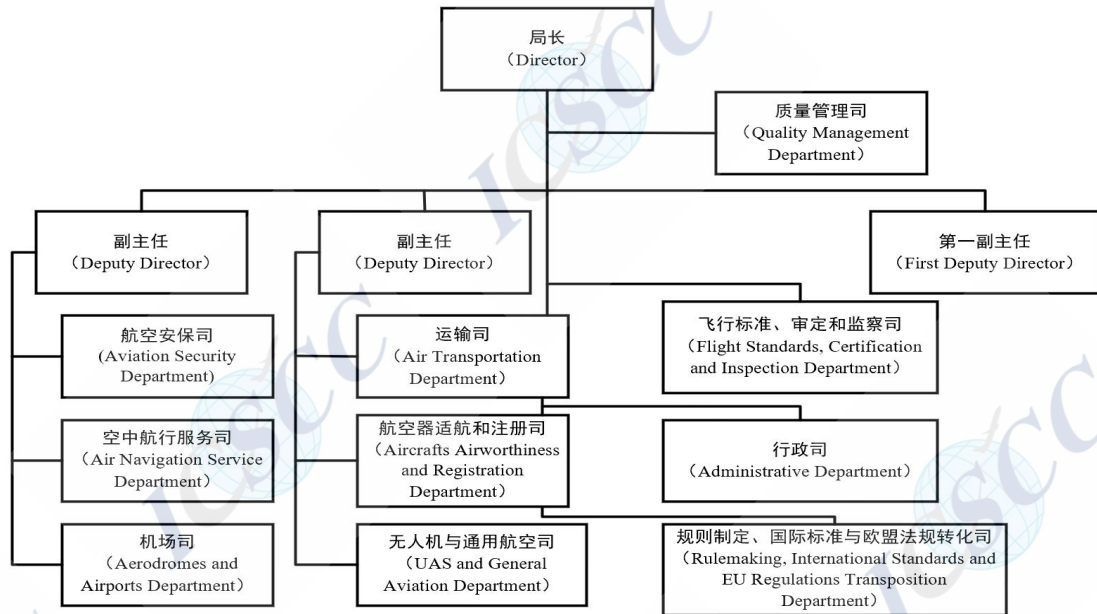 局长
（Director）
质量管理司
（Quality Management
Department）
副主任
（Deputy Director）
副主任
（Deputy Director）
第一副主任
（First Deputy Director）
航空安保司
(Aviation Security
Department)
运输司
（Air Transportation
Department）
飞行标准、审定和监察司
（Flight Standards, Certification
and Inspection Department）
空中航行服务司
（Air Navigation Service
Department）
航空器适航和注册司
（Aircrafts Airworthiness
and Registration
Department）
行政司
（Administrative Department）
机场司
（Aerodromes and
Airports Department）
无人机与通用航空司
（UAS and General
Aviation Department）
规则制定、国际标准与欧盟法规转化司
（Rulemaking, International Standards and
EU Regulations Transposition
Department）
ICSCC
ICSCC
ICSCC